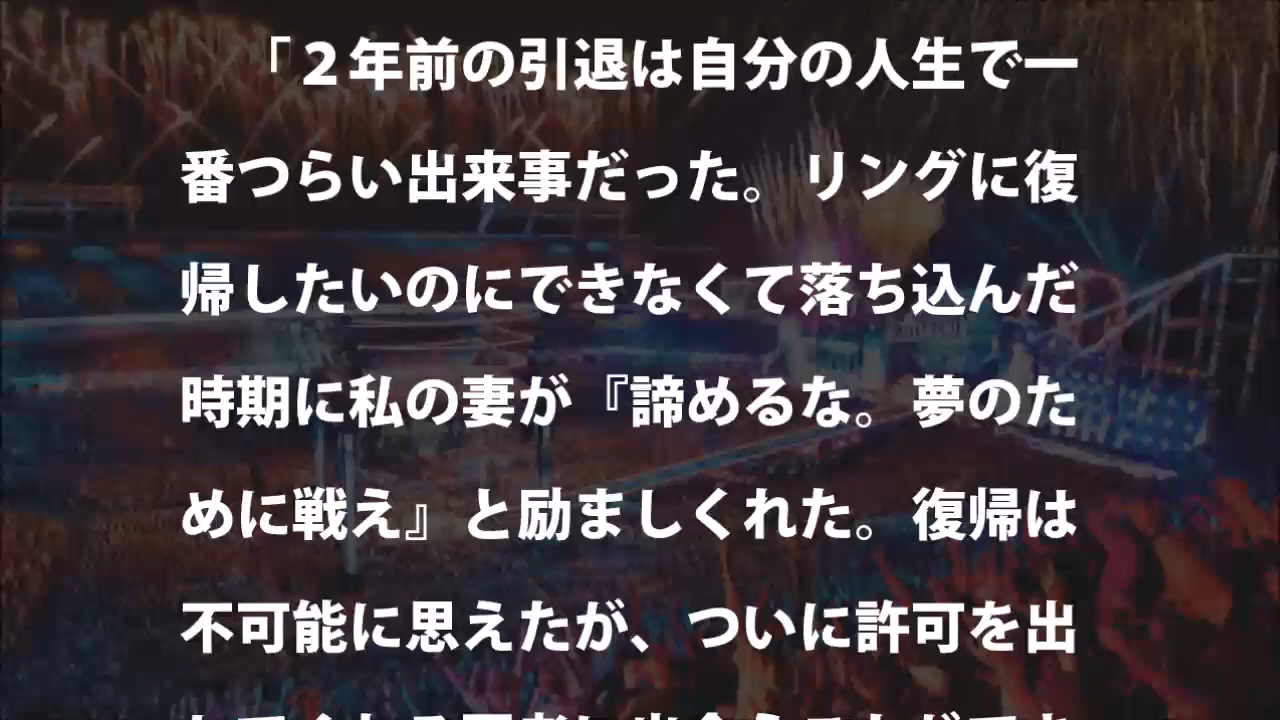 「２年前の引退は自分の人生で一
番つらい出来事だった。リングに復
帰したいのにできなくて落ち込んだ
時期に私の妻が『諦めるな。夢のた
めに戦え』と励ましくれた。復帰は
不可能に思えたが、ついに許可を出